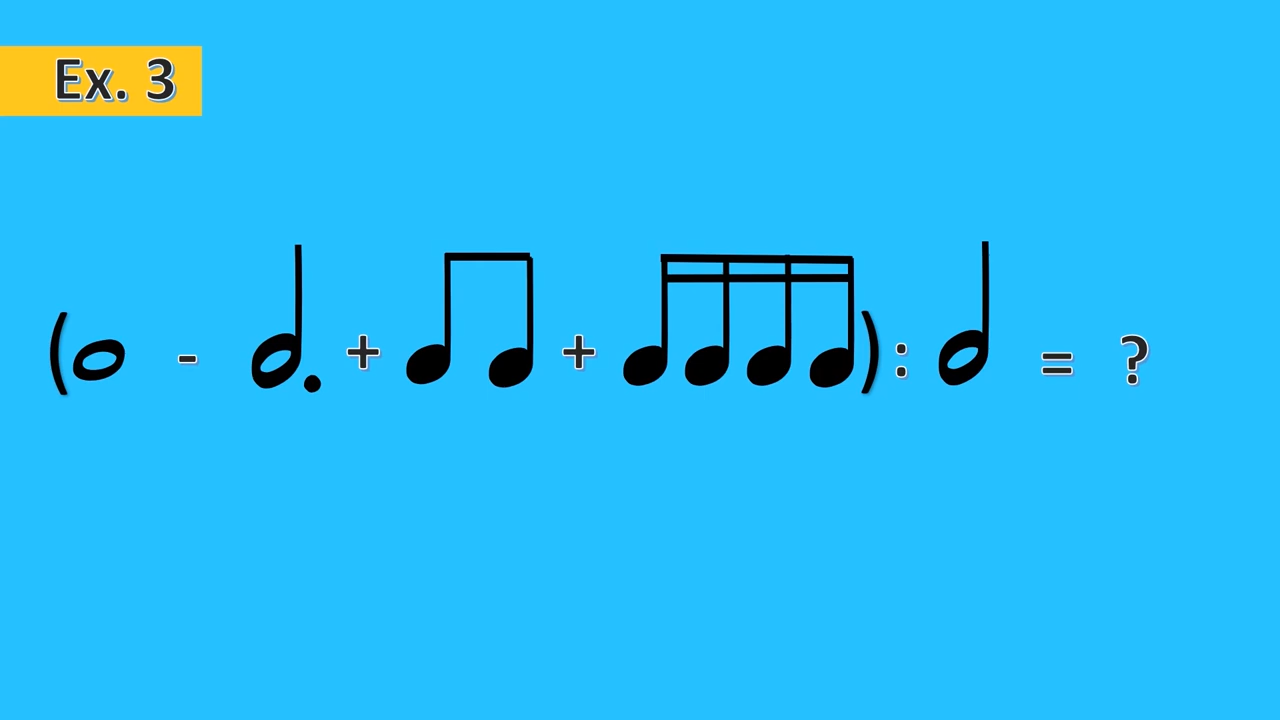 Ex. 3
( - + + ) : = ?